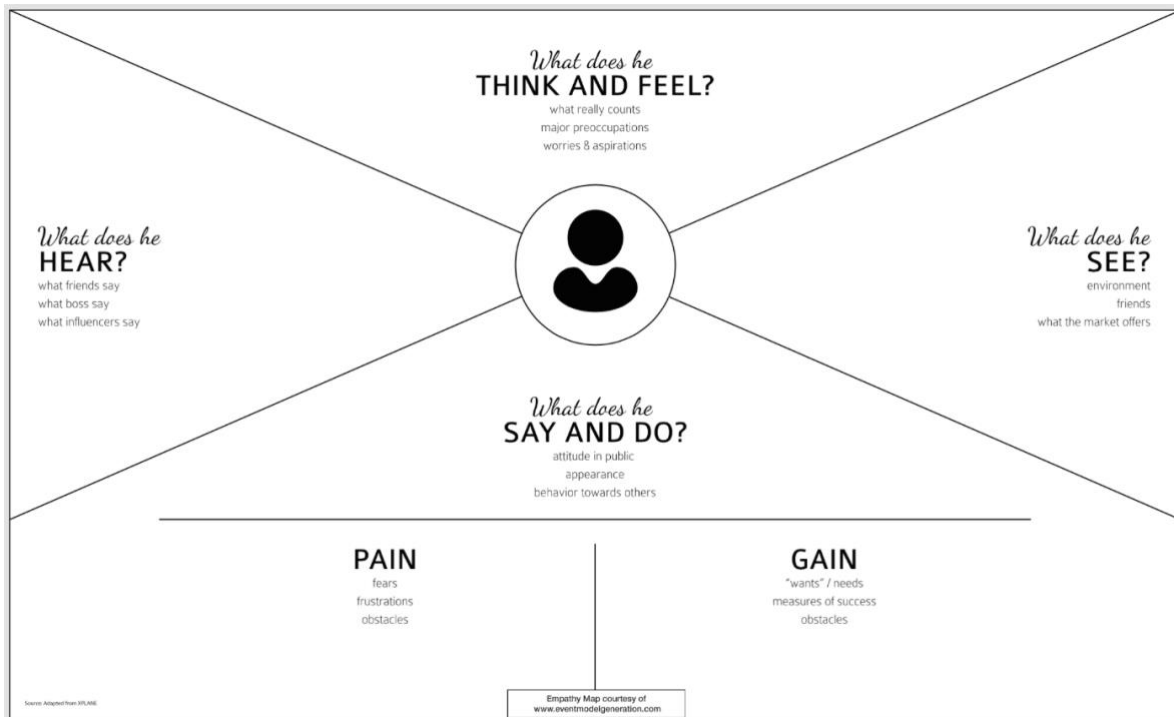 What does he
THINK AND FEEL?
what really counts
major preoccupations
worries & aspirations
What does he
HEAR?
what friends say
what boss say
what influencers say
What does he
SEE?
environment
friends
what the market offers
What does he
SAY AND DO?
attitude in public
appearance
behavior towards others
PAIN
fears
frustrations
obstacles
GAIN
"wants" / needs
measures of success
obstacles
Source: Adapted from XPLANE
Empathy Map courtesy of
www.eventmodelgeneration.com